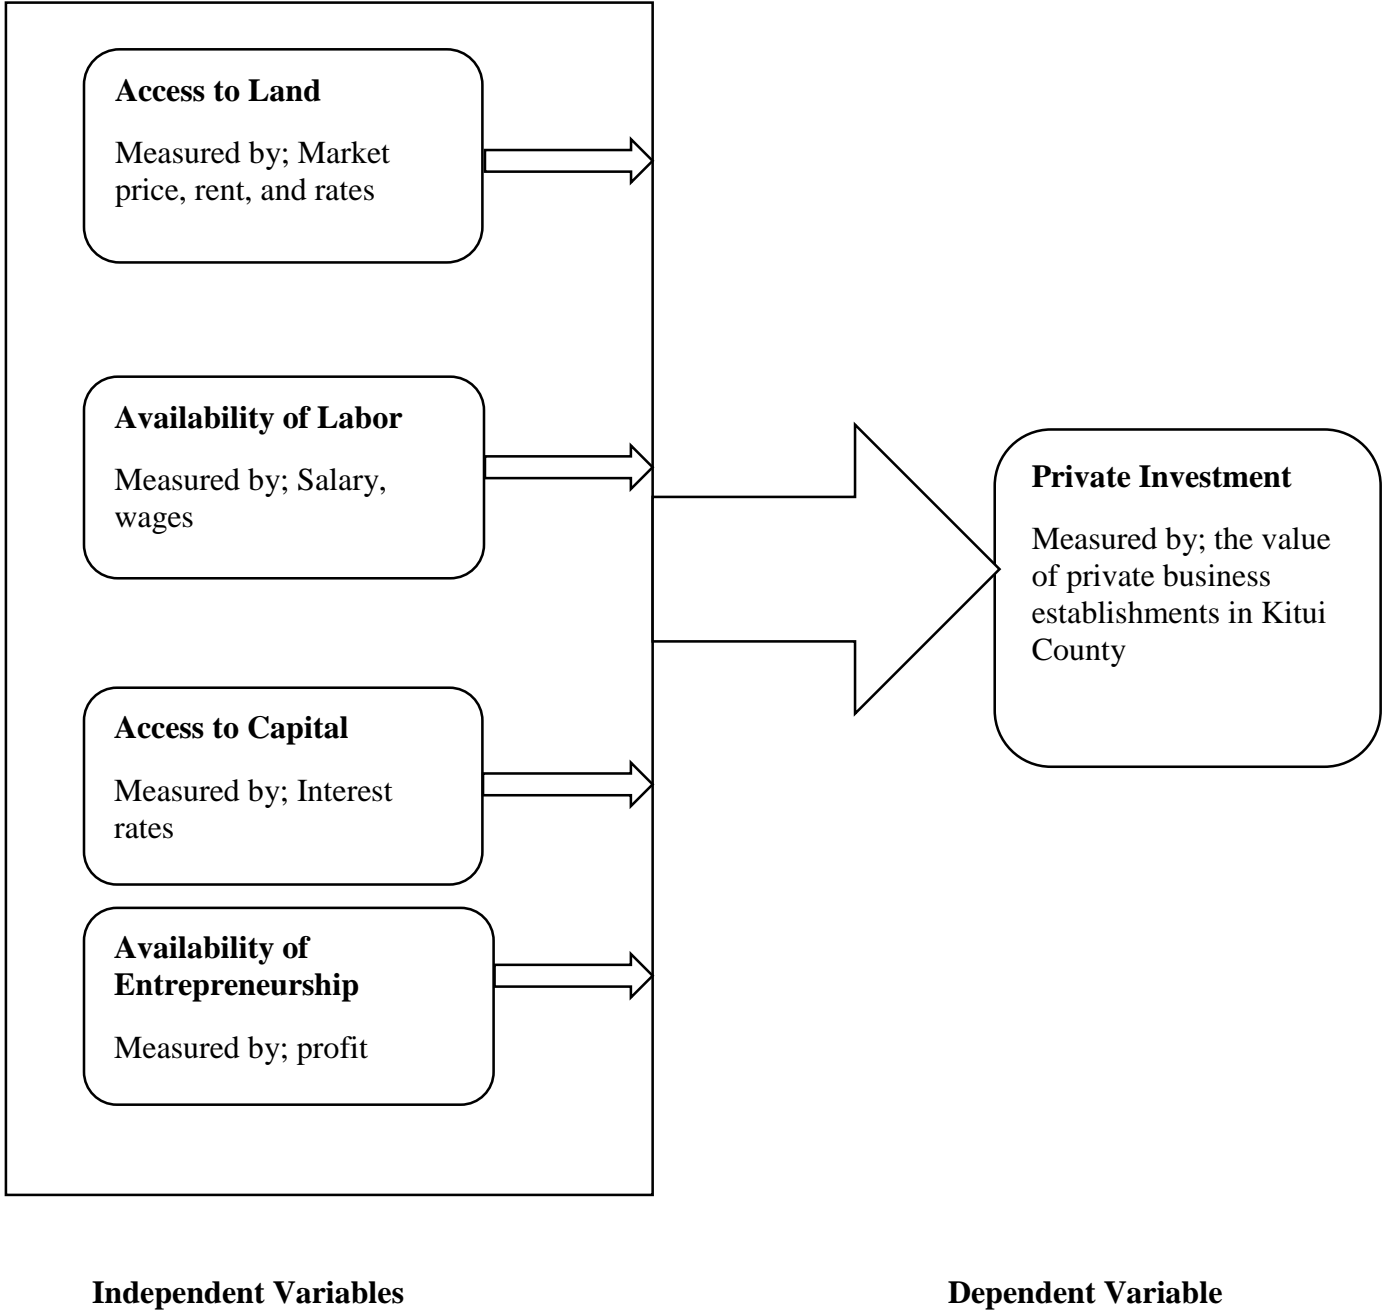 Access to Land
Measured by; Market
price, rent, and rates
Availability of Labor
Measured by; Salary,
wages
Access to Capital
Measured by; Interest
rates
Availability of
Entrepreneurship
Measured by; profit
Private Investment
Measured by; the value
of private business
establishments in Kitui
County
Independent Variables
Dependent Variable